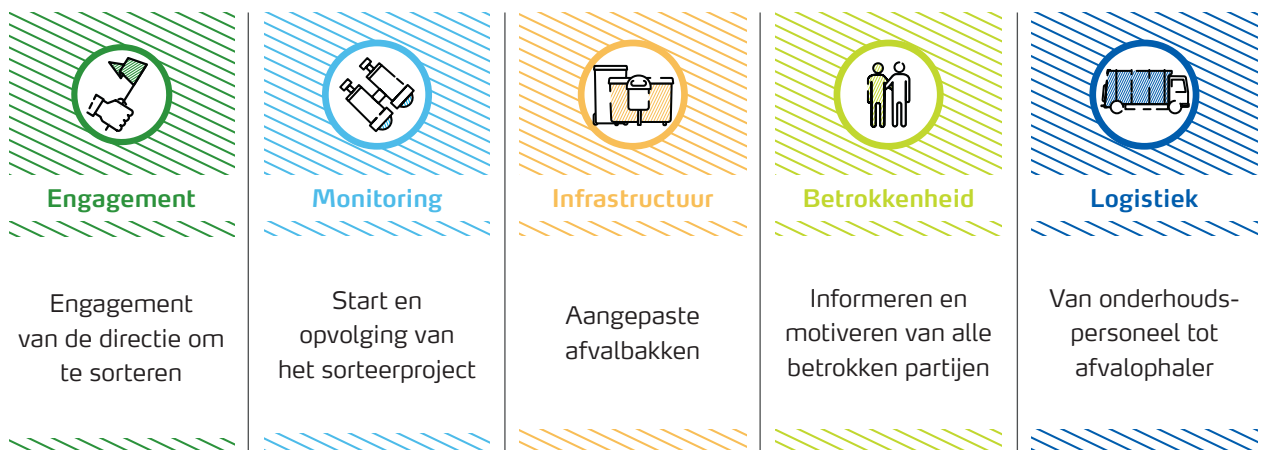 Engagement
Engagement
van de directie om
te sorteren
Monitoring
Start en
opvolging van
het sorteerproject
Infrastructuur
Aangepaste
afvalbakken
Betrokkenheid
Informeren en
motiveren van alle
betrokken partijen
Logistiek
Van onderhouds-
personeel tot
afvalophaler